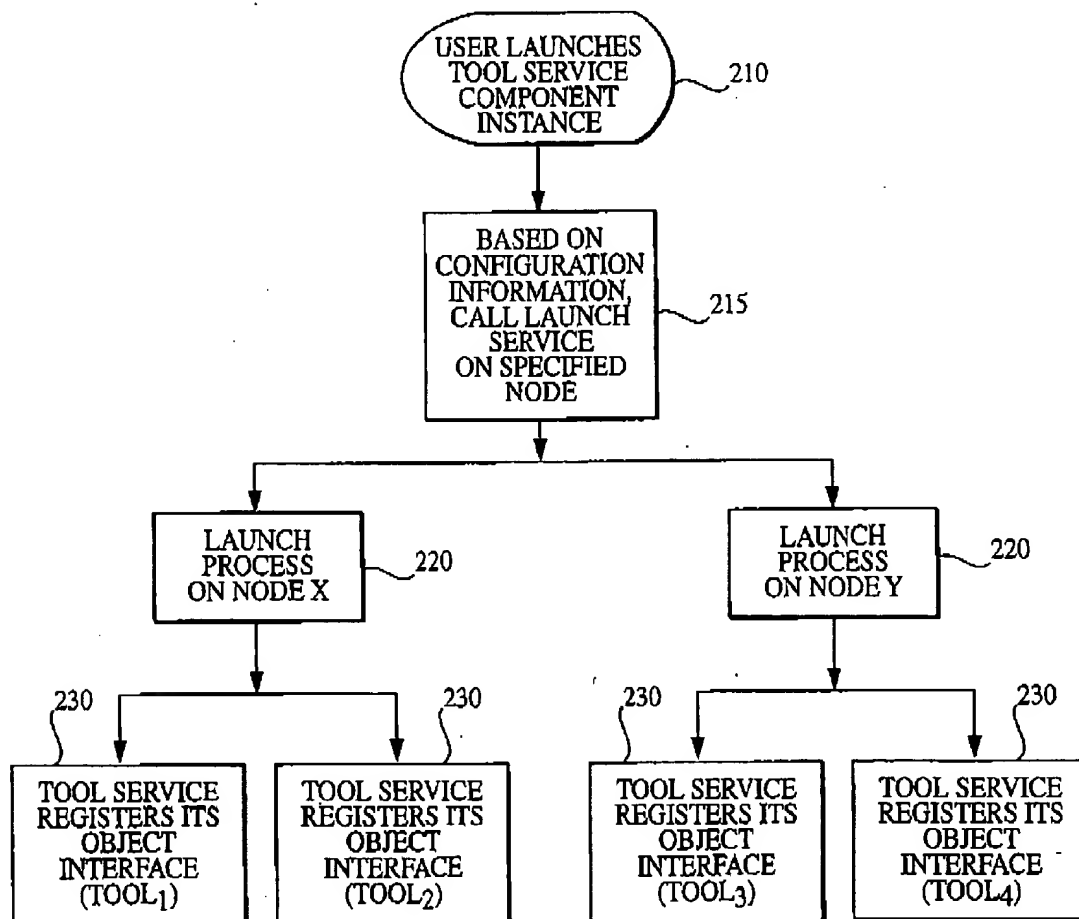 USER LAUNCHES
TOOL SERVICE
COMPONENT
INSTANCE
210
BASED ON
CONFIGURATION
INFORMATION,
CALL LAUNCH
SERVICE
ON SPECIFIED
NODE
215
LAUNCH
PROCESS
ON NODE X
220
LAUNCH
PROCESS
ON NODE Y
220
230
TOOL SERVICE
REGISTERS ITS
OBJECT
INTERFACE
(TOOL₁)
230
TOOL SERVICE
REGISTERS ITS
OBJECT
INTERFACE
(TOOL₂)
230
TOOL SERVICE
REGISTERS ITS
OBJECT
INTERFACE
(TOOL₃)
230
TOOL SERVICE
REGISTERS ITS
OBJECT
INTERFACE
(TOOL₄)